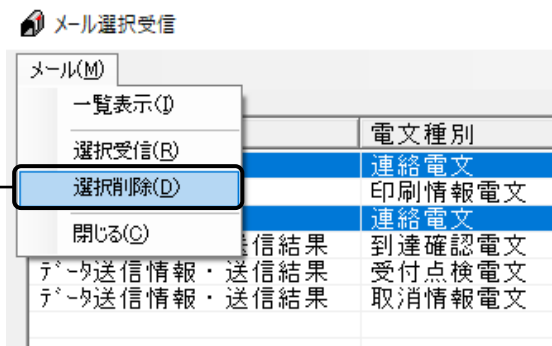 メール選択受信
メール(M)
一覧表示(I)
選択受信(R)
選択削除(D)
閉じる(C)
電文種別
連絡電文
印刷情報電文
連絡電文
送信結果 到達確認電文
ﾃﾞｰﾀ送信情報・送信結果 受付点検電文
ﾃﾞｰﾀ送信情報・送信結果 取消情報電文